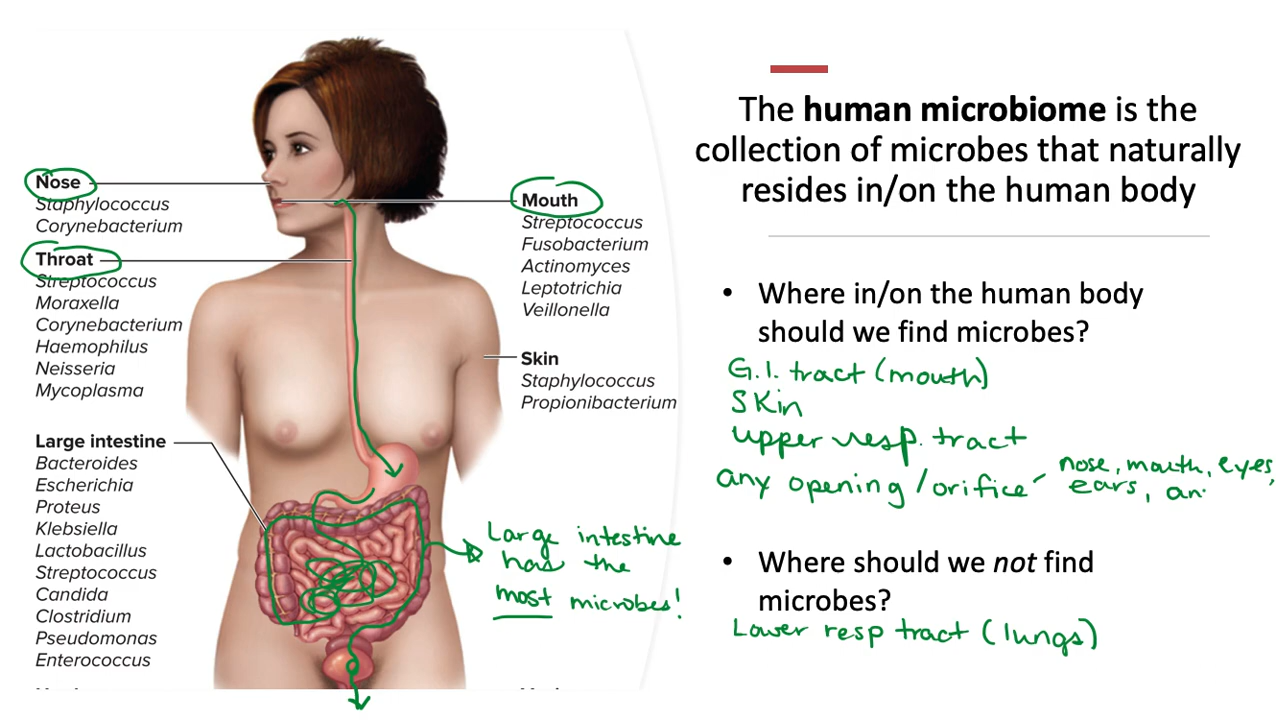 Nose
Staphylococcus
Corynebacterium
Throat
Streptococcus
Moraxella
Corynebacterium
Haemophilus
Neisseria
Mycoplasma
Large intestine
Bacteroides
Escherichia
Proteus
Klebsiella
Lactobacillus
Streptococcus
Candida
Clostridium
Pseudomonas
Enterococcus
Mouth
Streptococcus
Fusobacterium
Actinomyces
Leptotrichia
Veillonella
Skin
Staphylococcus
Propionibacterium
Large intestine
has the
most microbes!
The human microbiome is the
collection of microbes that naturally
resides in/on the human body
• Where in/on the human body
should we find microbes?
G.I. tract (mouth)
Skin
upper resp. tract
any opening/orifice - nose, mouth, eyes,
ears, an
• Where should we not find
microbes?
Lower resp tract (lungs)